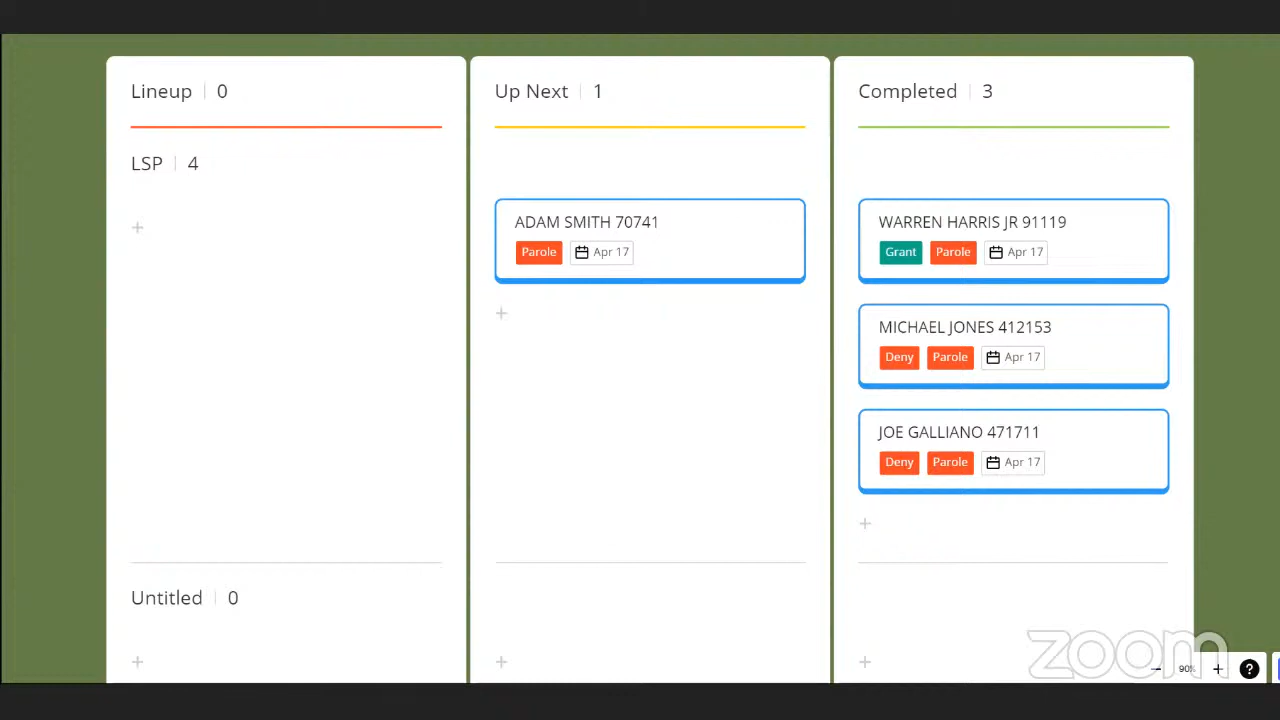 Lineup 0
Up Next 1
Completed 3
LSP 4
ADAM SMITH 70741
Parole Apr 17
WARREN HARRIS JR 91119
Grant Parole Apr 17
MICHAEL JONES 412153
Deny Parole Apr 17
JOE GALLIANO 471711
Deny Parole Apr 17
Untitled 0
zoom
90%